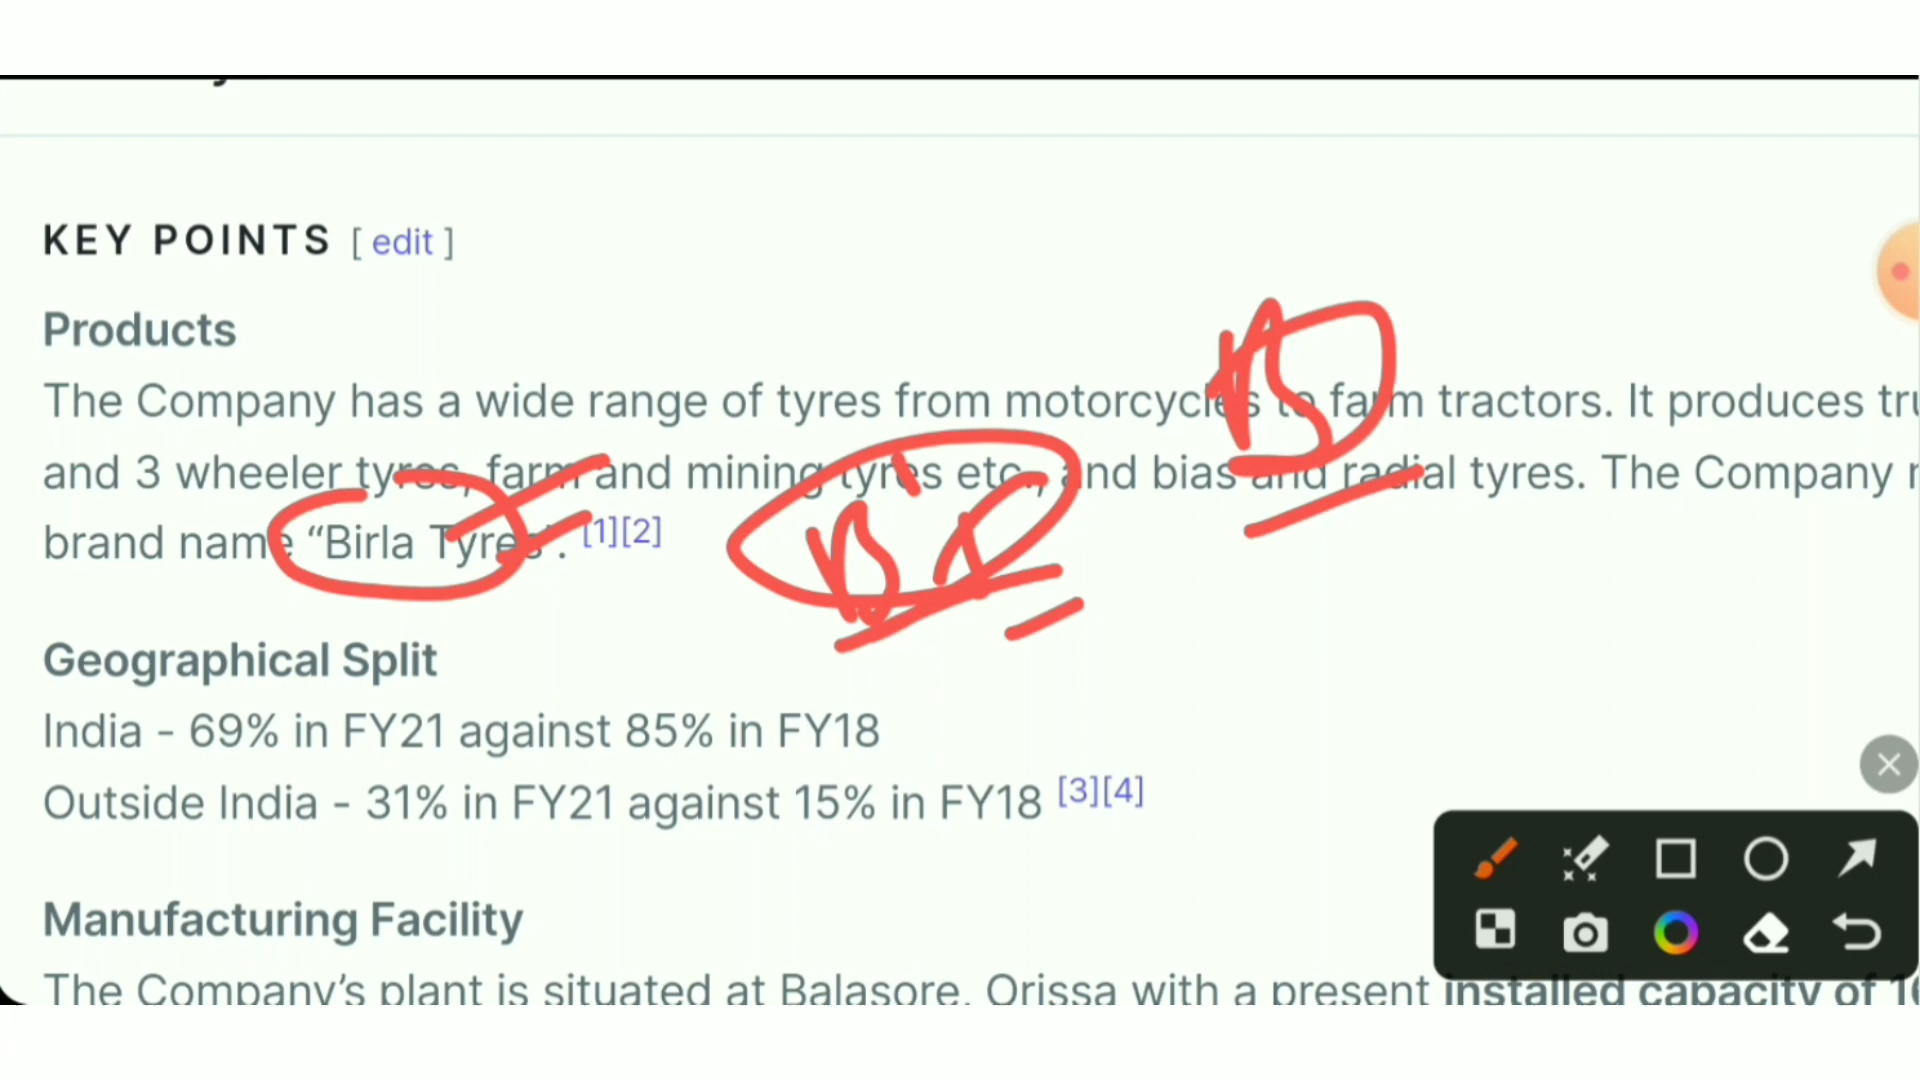 KEY POINTS [ edit ]
Products
The Company has a wide range of tyres from motorcycles to farm tractors. It produces
and 3 wheeler tyres, farm and mining tyres etc., and bias and radial tyres. The Company
brand name “Birla Tyres”. [1][2]
Geographical Split
India - 69% in FY21 against 85% in FY18
Outside India - 31% in FY21 against 15% in FY18 [3][4]
Manufacturing Facility
The Company’s plant is situated at Balasore, Orissa with a present installed capacity of